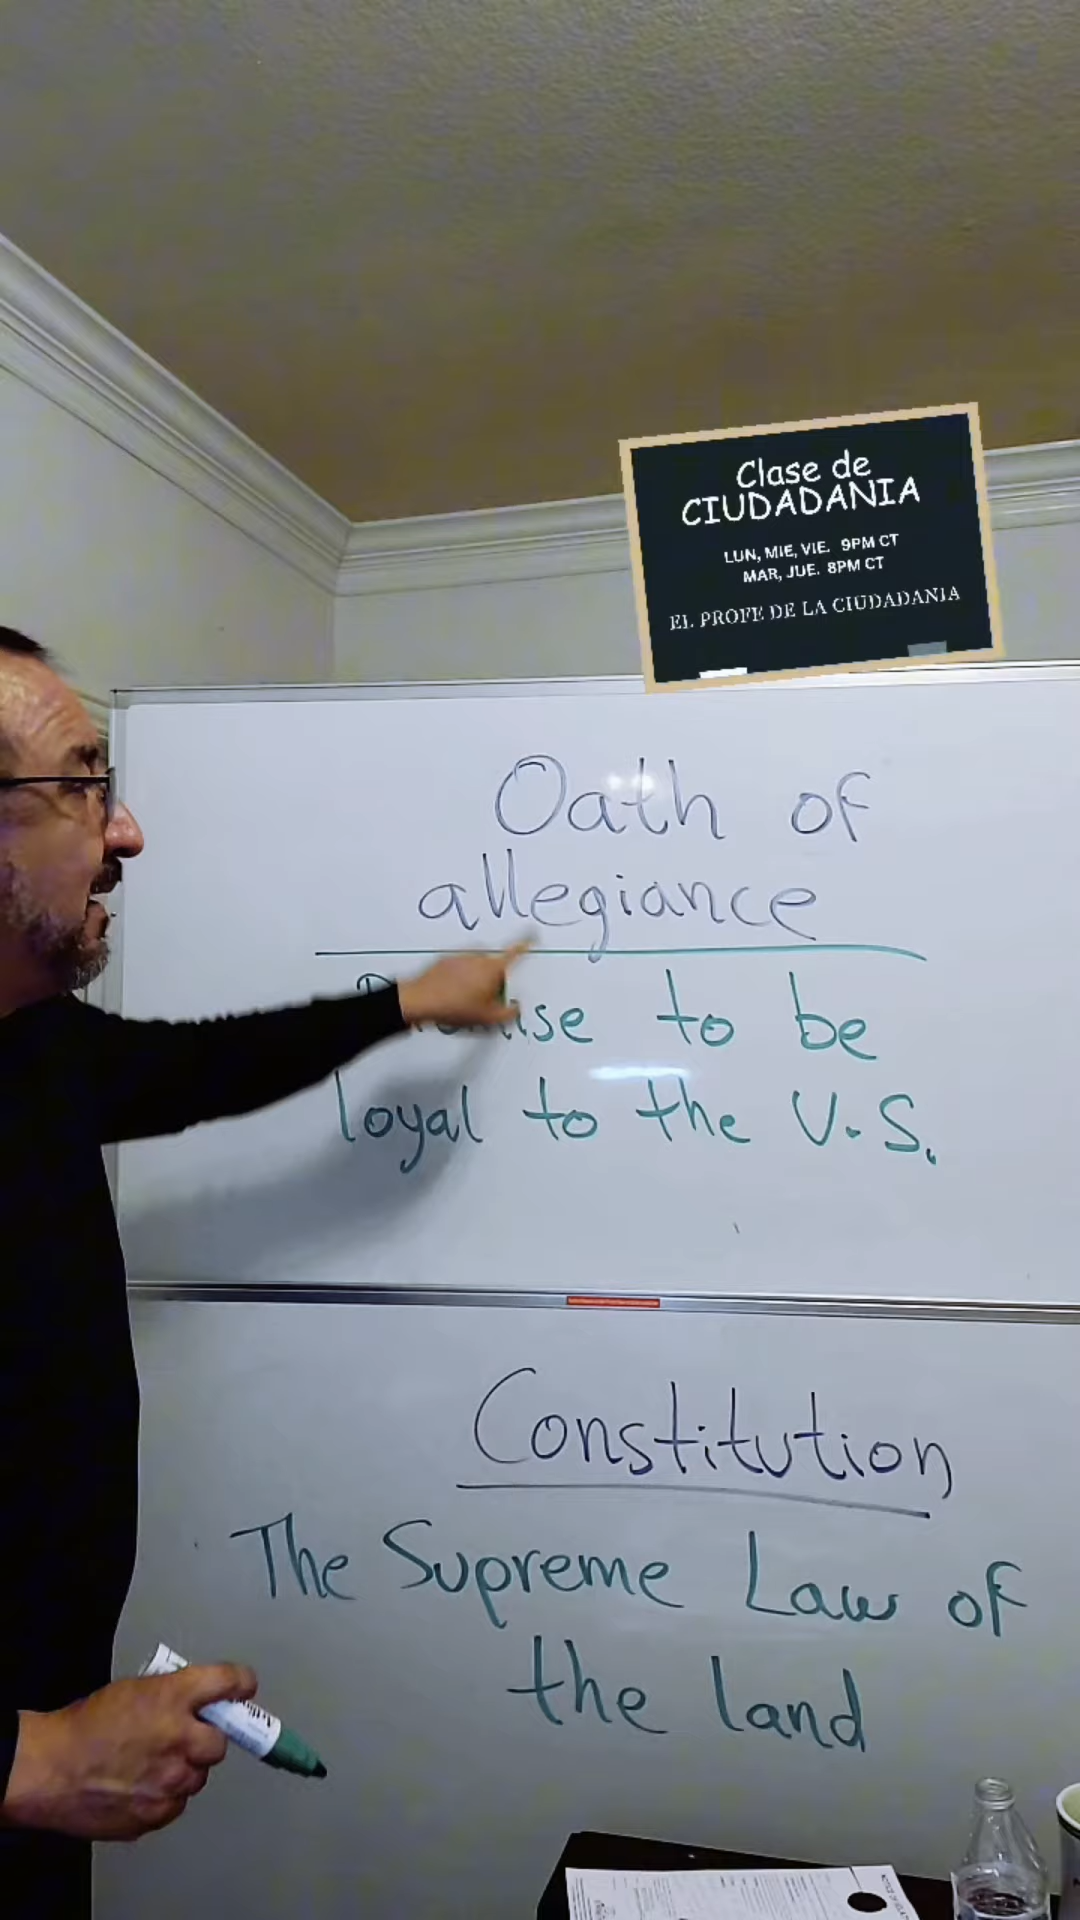 Clase de
CIUDADANIA
LUN, MIE, VIE. 9PM CT
MAR, JUE. 8PM CT
EL PROFE DE LA CIUDADANIA
Oath of
allegiance
to be
loyal to the U.S.
Constitution
The Supreme Law of
the land